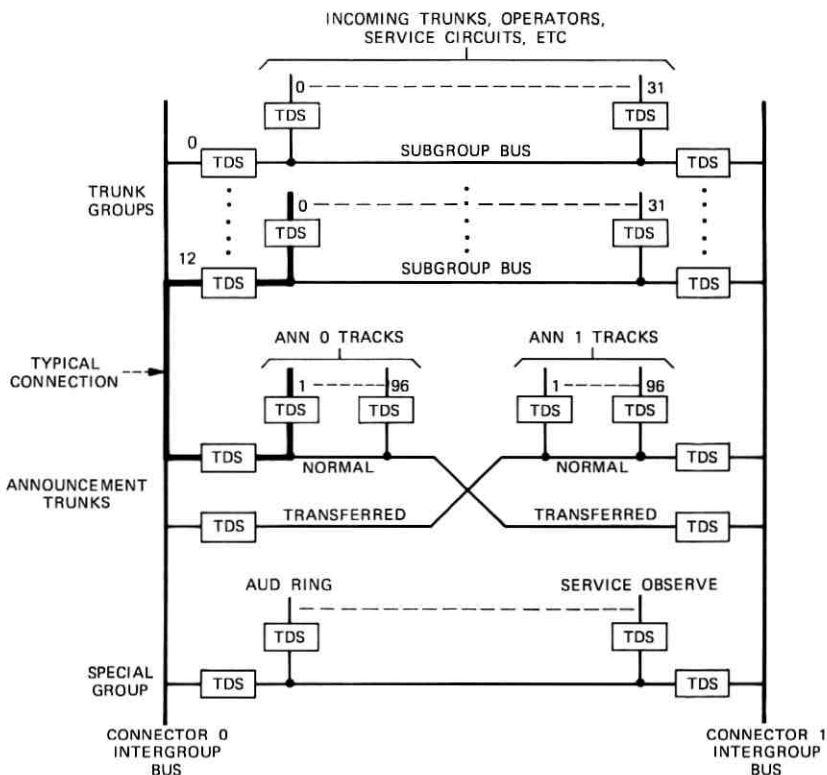 INCOMING TRUNKS, OPERATORS,
SERVICE CIRCUITS, ETC
0 31
TDS TDS
0
TDS SUBGROUP BUS TDS
TRUNK
GROUPS
0 31
TDS TDS
12
TDS SUBGROUP BUS TDS
ANN 0 TRACKS ANN 1 TRACKS
TYPICAL
CONNECTION
1 96 1 96
TDS TDS TDS TDS
TDS NORMAL NORMAL TDS
ANNOUNCEMENT
TRUNKS
TDS TRANSFERRED TRANSFERRED TDS
AUD RING SERVICE OBSERVE
TDS TDS
SPECIAL
GROUP
TDS TDS
CONNECTOR 0
INTERGROUP
BUS
CONNECTOR 1
INTERGROUP
BUS